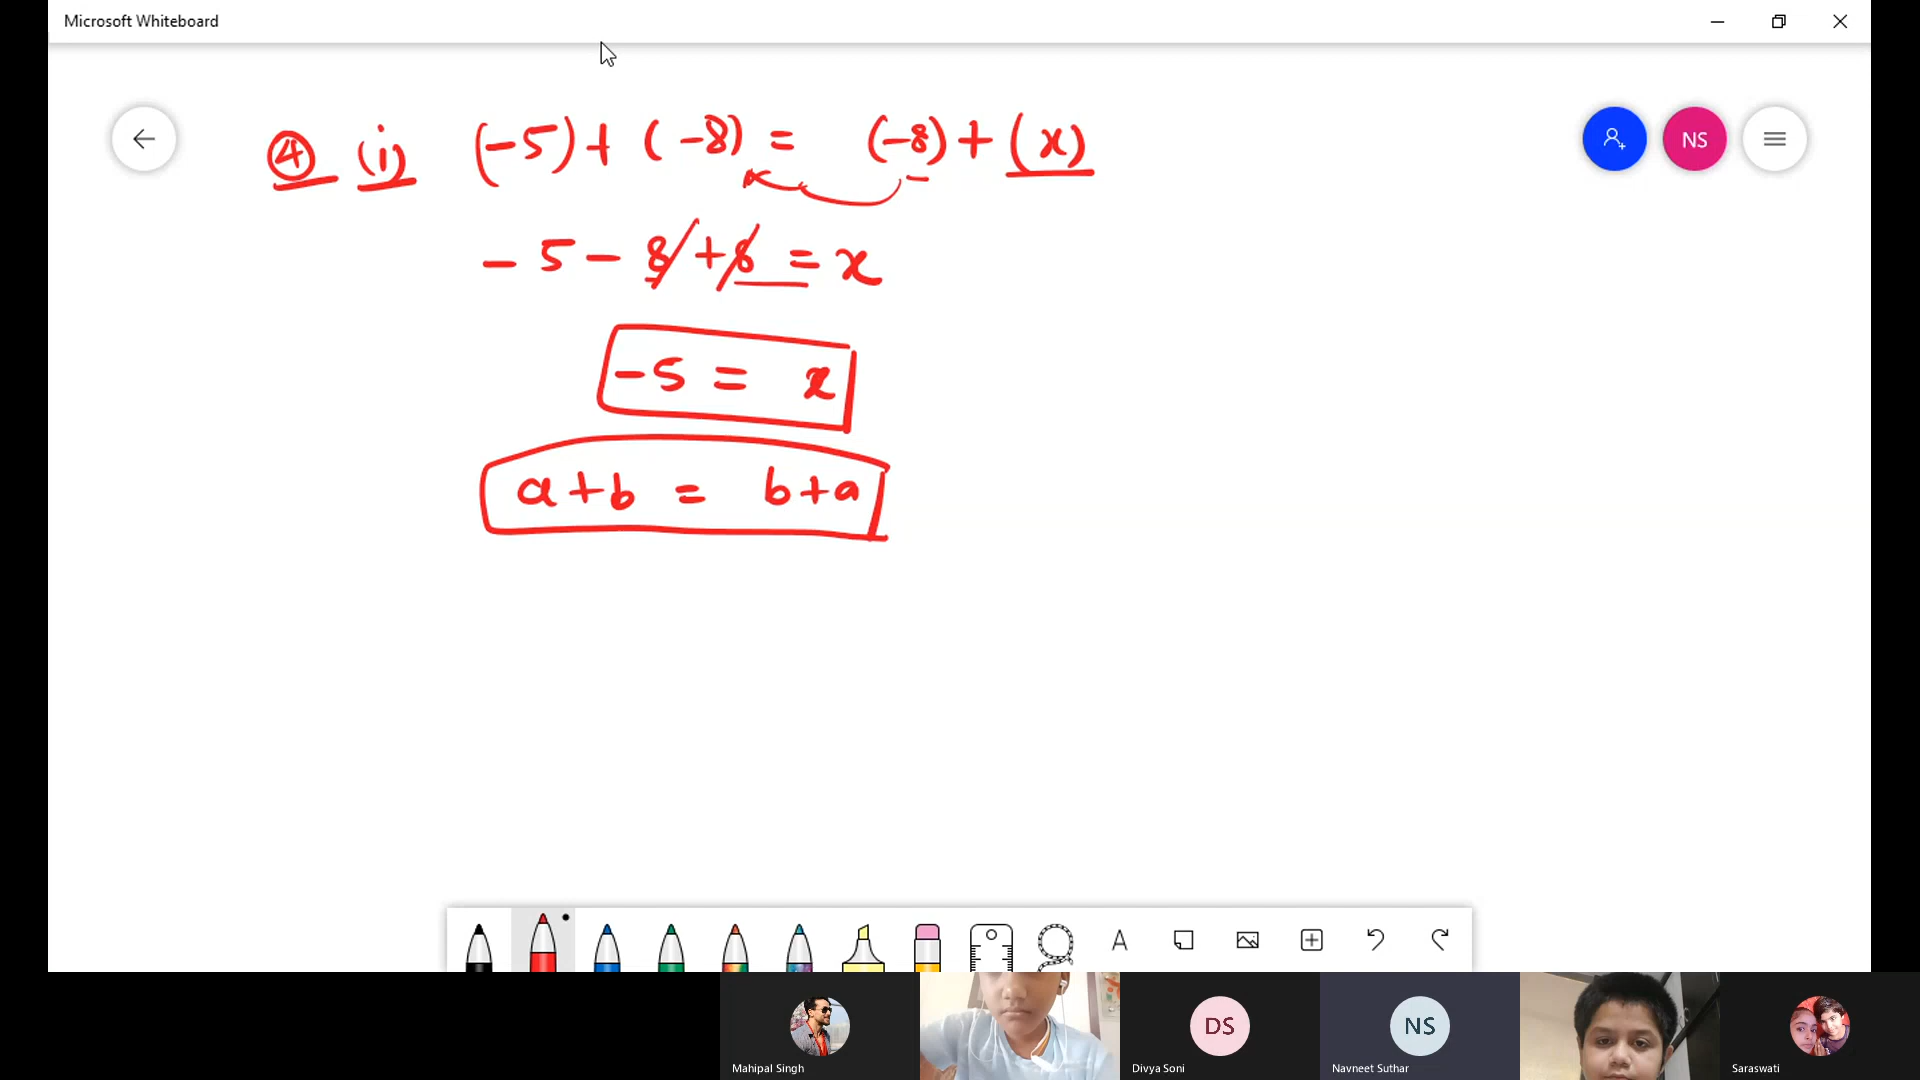 Microsoft Whiteboard
④ (i) (-5)+(-8) = (-8)+(x)
NS
-5-8+8=x
-5 = x
a+b = b+a
A
DS
NS
Mahipal Singh
Divya Soni
Navneet Suthar
Saraswati